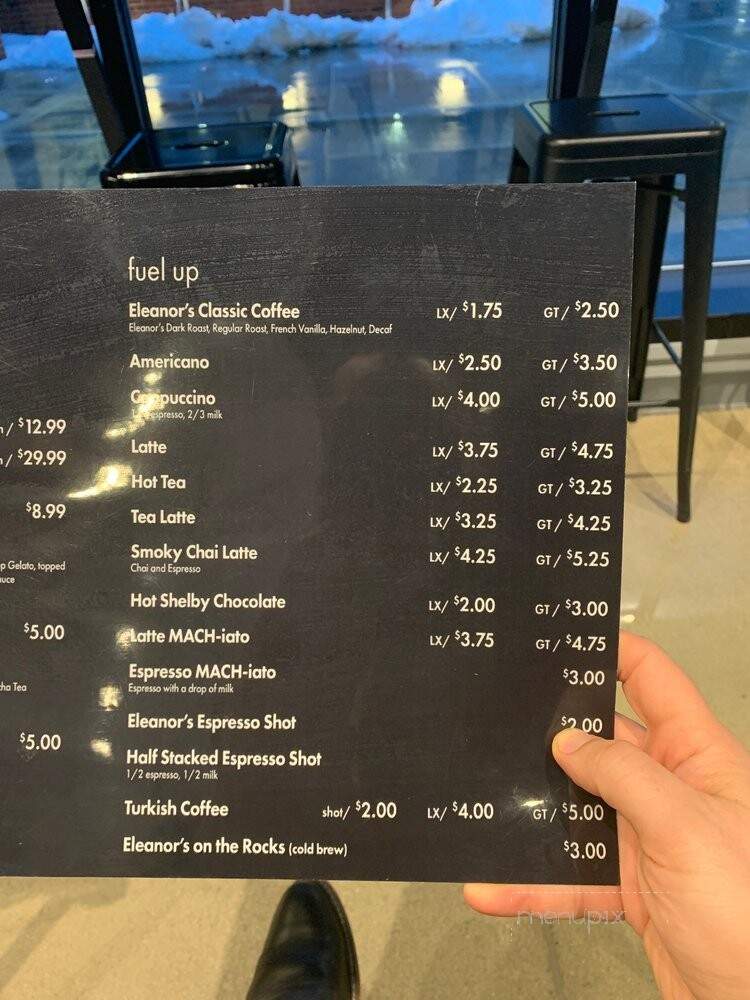 fuel up
Eleanor's Classic Coffee LX/ $1.75 GT/ $2.50
Eleanor's Dark Roast, Regular Roast, French Vanilla, Hazelnut, Decaf
Americano LX/ $2.50 GT/ $3.50
Cappuccino LX/ $4.00 GT/ $5.00
espresso, 2/3 milk
Latte LX/ $3.75 GT/ $4.75
Hot Tea LX/ $2.25 GT/ $3.25
Tea Latte LX/ $3.25 GT/ $4.25
Smoky Chai Latte LX/ $4.25 GT/ $5.25
Chai and Espresso
Hot Shelby Chocolate LX/ $2.00 GT/ $3.00
Latte MACH-iato LX/ $3.75 GT/ $4.75
Espresso MACH-iato $3.00
Espresso with a drop of milk
Eleanor's Espresso Shot $2.00
Half Stacked Espresso Shot
1/2 espresso, 1/2 milk
Turkish Coffee shot/ $2.00 LX/ $4.00 GT/ $5.00
Eleanor's on the Rocks (cold brew) $3.00
/ $12.99
/ $29.99
$8.99
p Gelato, topped
uce
$5.00
ha Tea
$5.00
menupix